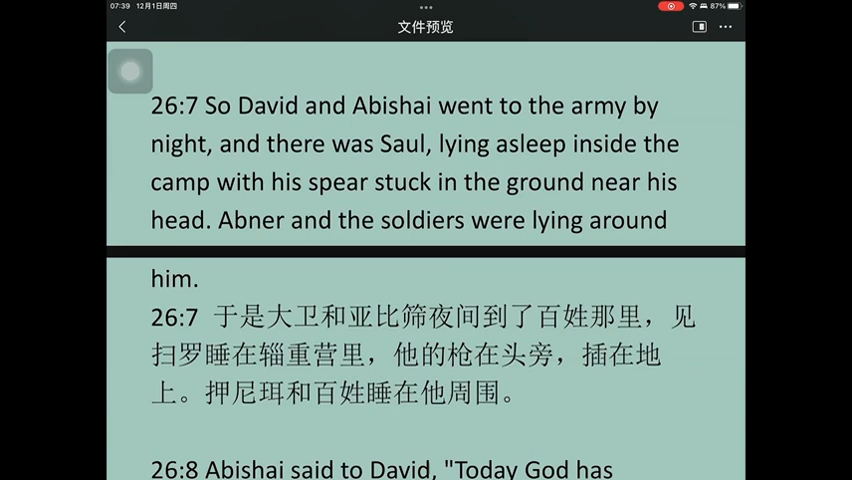 07:39 12月1日周四
87%
文件预览
26:7 So David and Abishai went to the army by
night, and there was Saul, lying asleep inside the
camp with his spear stuck in the ground near his
head. Abner and the soldiers were lying around
him.
26:7 于是大卫和亚比筛夜间到了百姓那里，见
扫罗睡在辎重营里，他的枪在头旁，插在地
上。押尼珥和百姓睡在他周围。
26:8 Abishai said to David, "Today God has